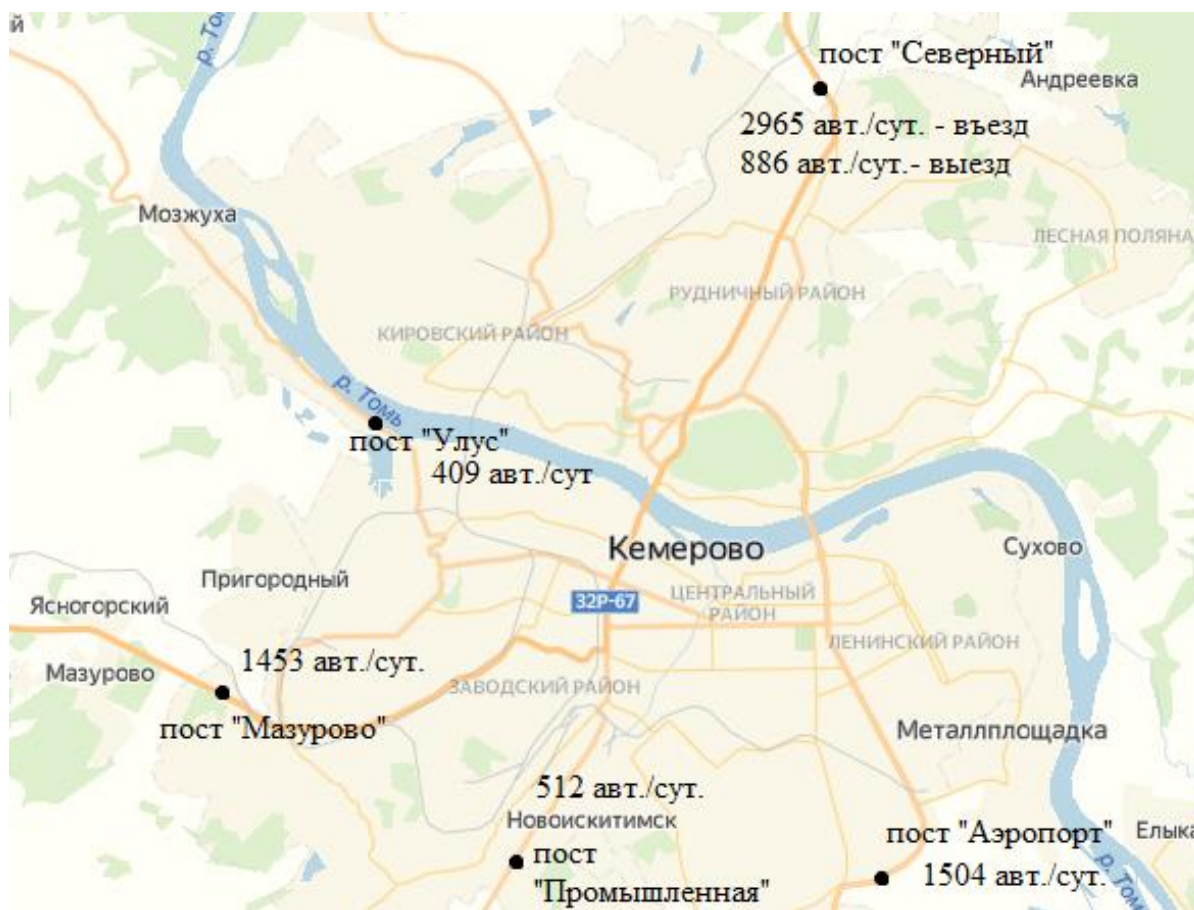 й
р. Томь
пост "Северный"
Андреевка
2965 авт./сут. - въезд
886 авт./сут.- выезд
Мозжуха
ЛЕСНАЯ ПОЛЯНА
РУДНИЧНЫЙ РАЙОН
КИРОВСКИЙ РАЙОН
р. Томь
пост "Улус"
409 авт./сут
Кемерово
Сухово
Пригородный
Ясногорский
32Р-67
ЦЕНТРАЛЬНЫЙ
РАЙОН
ЛЕНИНСКИЙ РАЙОН
1453 авт./сут.
Мазурово
ЗАВОДСКИЙ РАЙОН
пост "Мазурово"
Металлплощадка
512 авт./сут.
Новоискитимск
пост "Аэропорт"
Елыка
пост
"Промышленная"
1504 авт./сут.
р. Томь